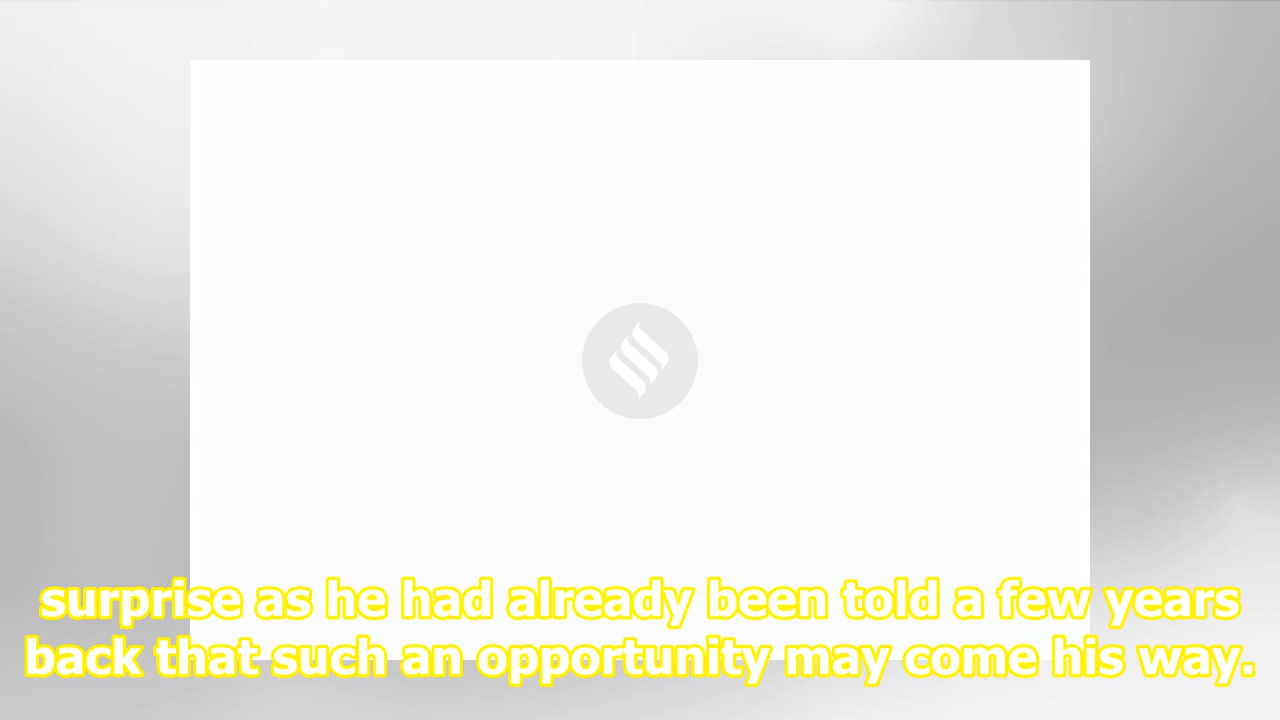 surprise as he had already been told a few years
back that such an opportunity may come his way.